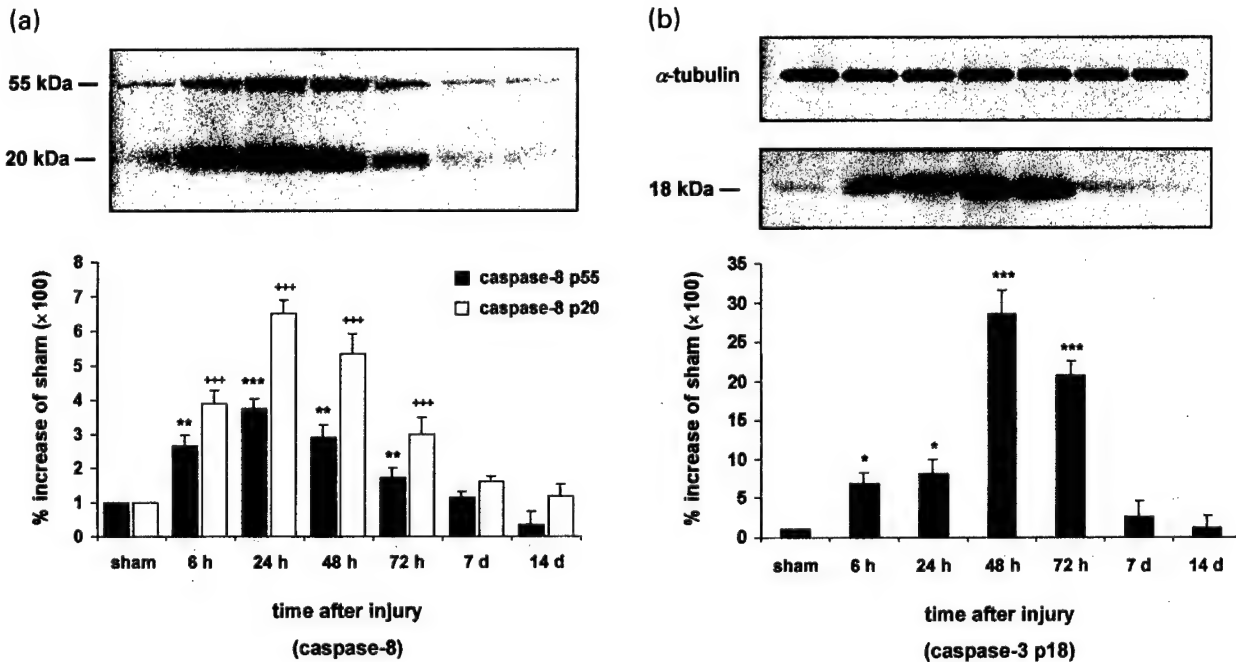 (a)
55 kDa —
20 kDa —
% increase of sham (×100)
8
7
6
5
4
3
2
1
0
■ caspase-8 p55
□ caspase-8 p20
** +++ *** +++ ** +++ ** +++
sham 6 h 24 h 48 h 72 h 7 d 14 d
time after injury
(caspase-8)
(b)
α-tubulin
18 kDa —
% increase of sham (×100)
35
30
25
20
15
10
5
0
* * *** ***
sham 6 h 24 h 48 h 72 h 7 d 14 d
time after injury
(caspase-3 p18)